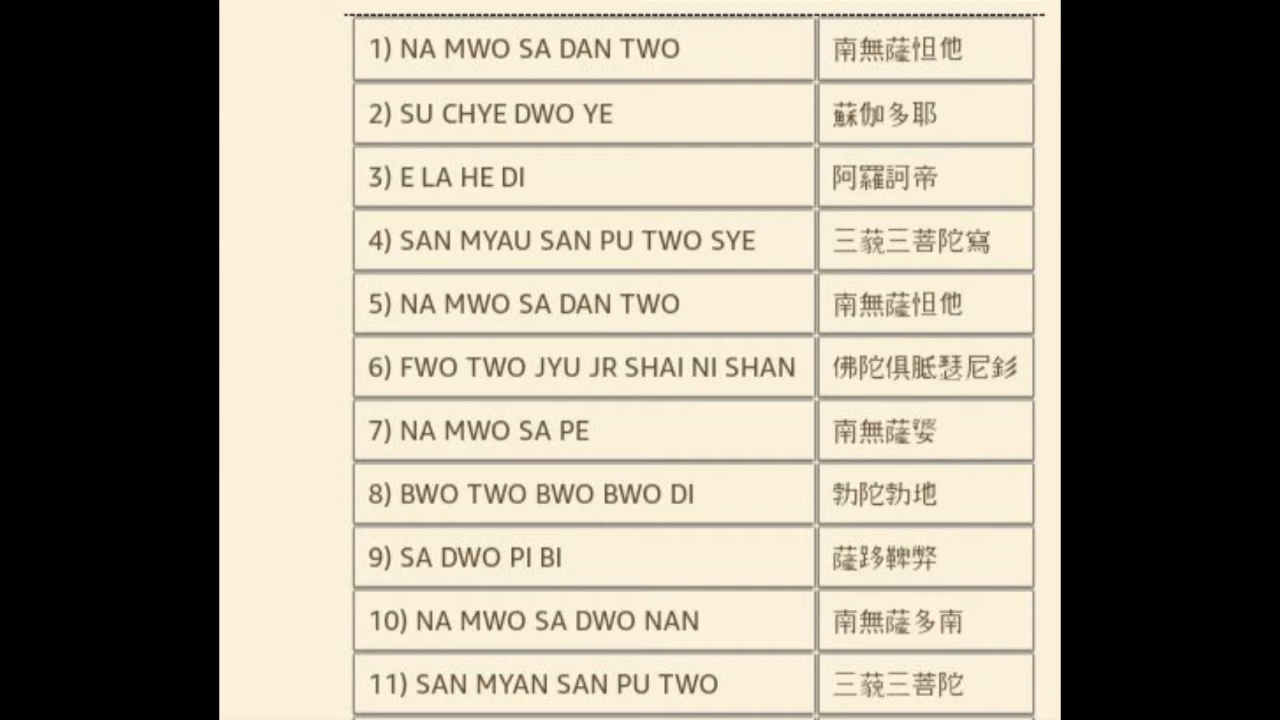 1) NA MWO SA DAN TWO 南無薩怛他
2) SU CHYE DWO YE 蘇伽多耶
3) E LA HE DI 阿羅訶帝
4) SAN MYAU SAN PU TWO SYE 三藐三菩陀寫
5) NA MWO SA DAN TWO 南無薩怛他
6) FWO TWO JYU JR SHAI NI SHAN 佛陀俱胝瑟尼釤
7) NA MWO SA PE 南無薩婆
8) BWO TWO BWO BWO DI 勃陀勃地
9) SA DWO PI BI 薩跢鞞弊
10) NA MWO SA DWO NAN 南無薩多南
11) SAN MYAN SAN PU TWO 三藐三菩陀